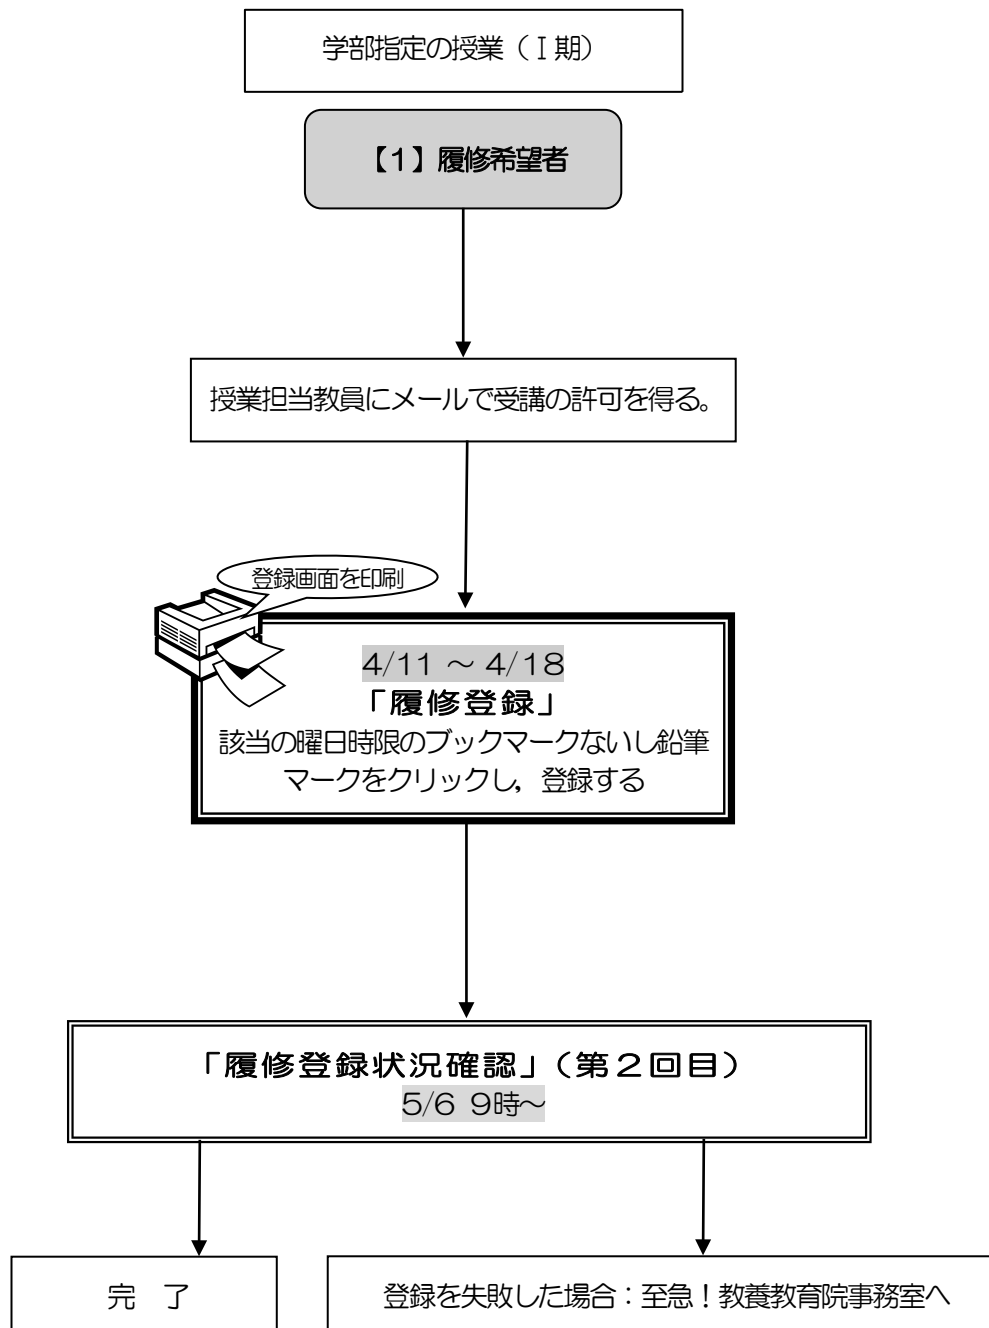 学部指定の授業（Ⅰ期）
【1】履修希望者
授業担当教員にメールで受講の許可を得る。
登録画面を印刷
4/11 ～ 4/18
「履修登録」
該当の曜日時限のブックマークないし鉛筆
マークをクリックし，登録する
「履修登録状況確認」（第２回目）
5/6 9時～
完　了
登録を失敗した場合：至急！教養教育院事務室へ